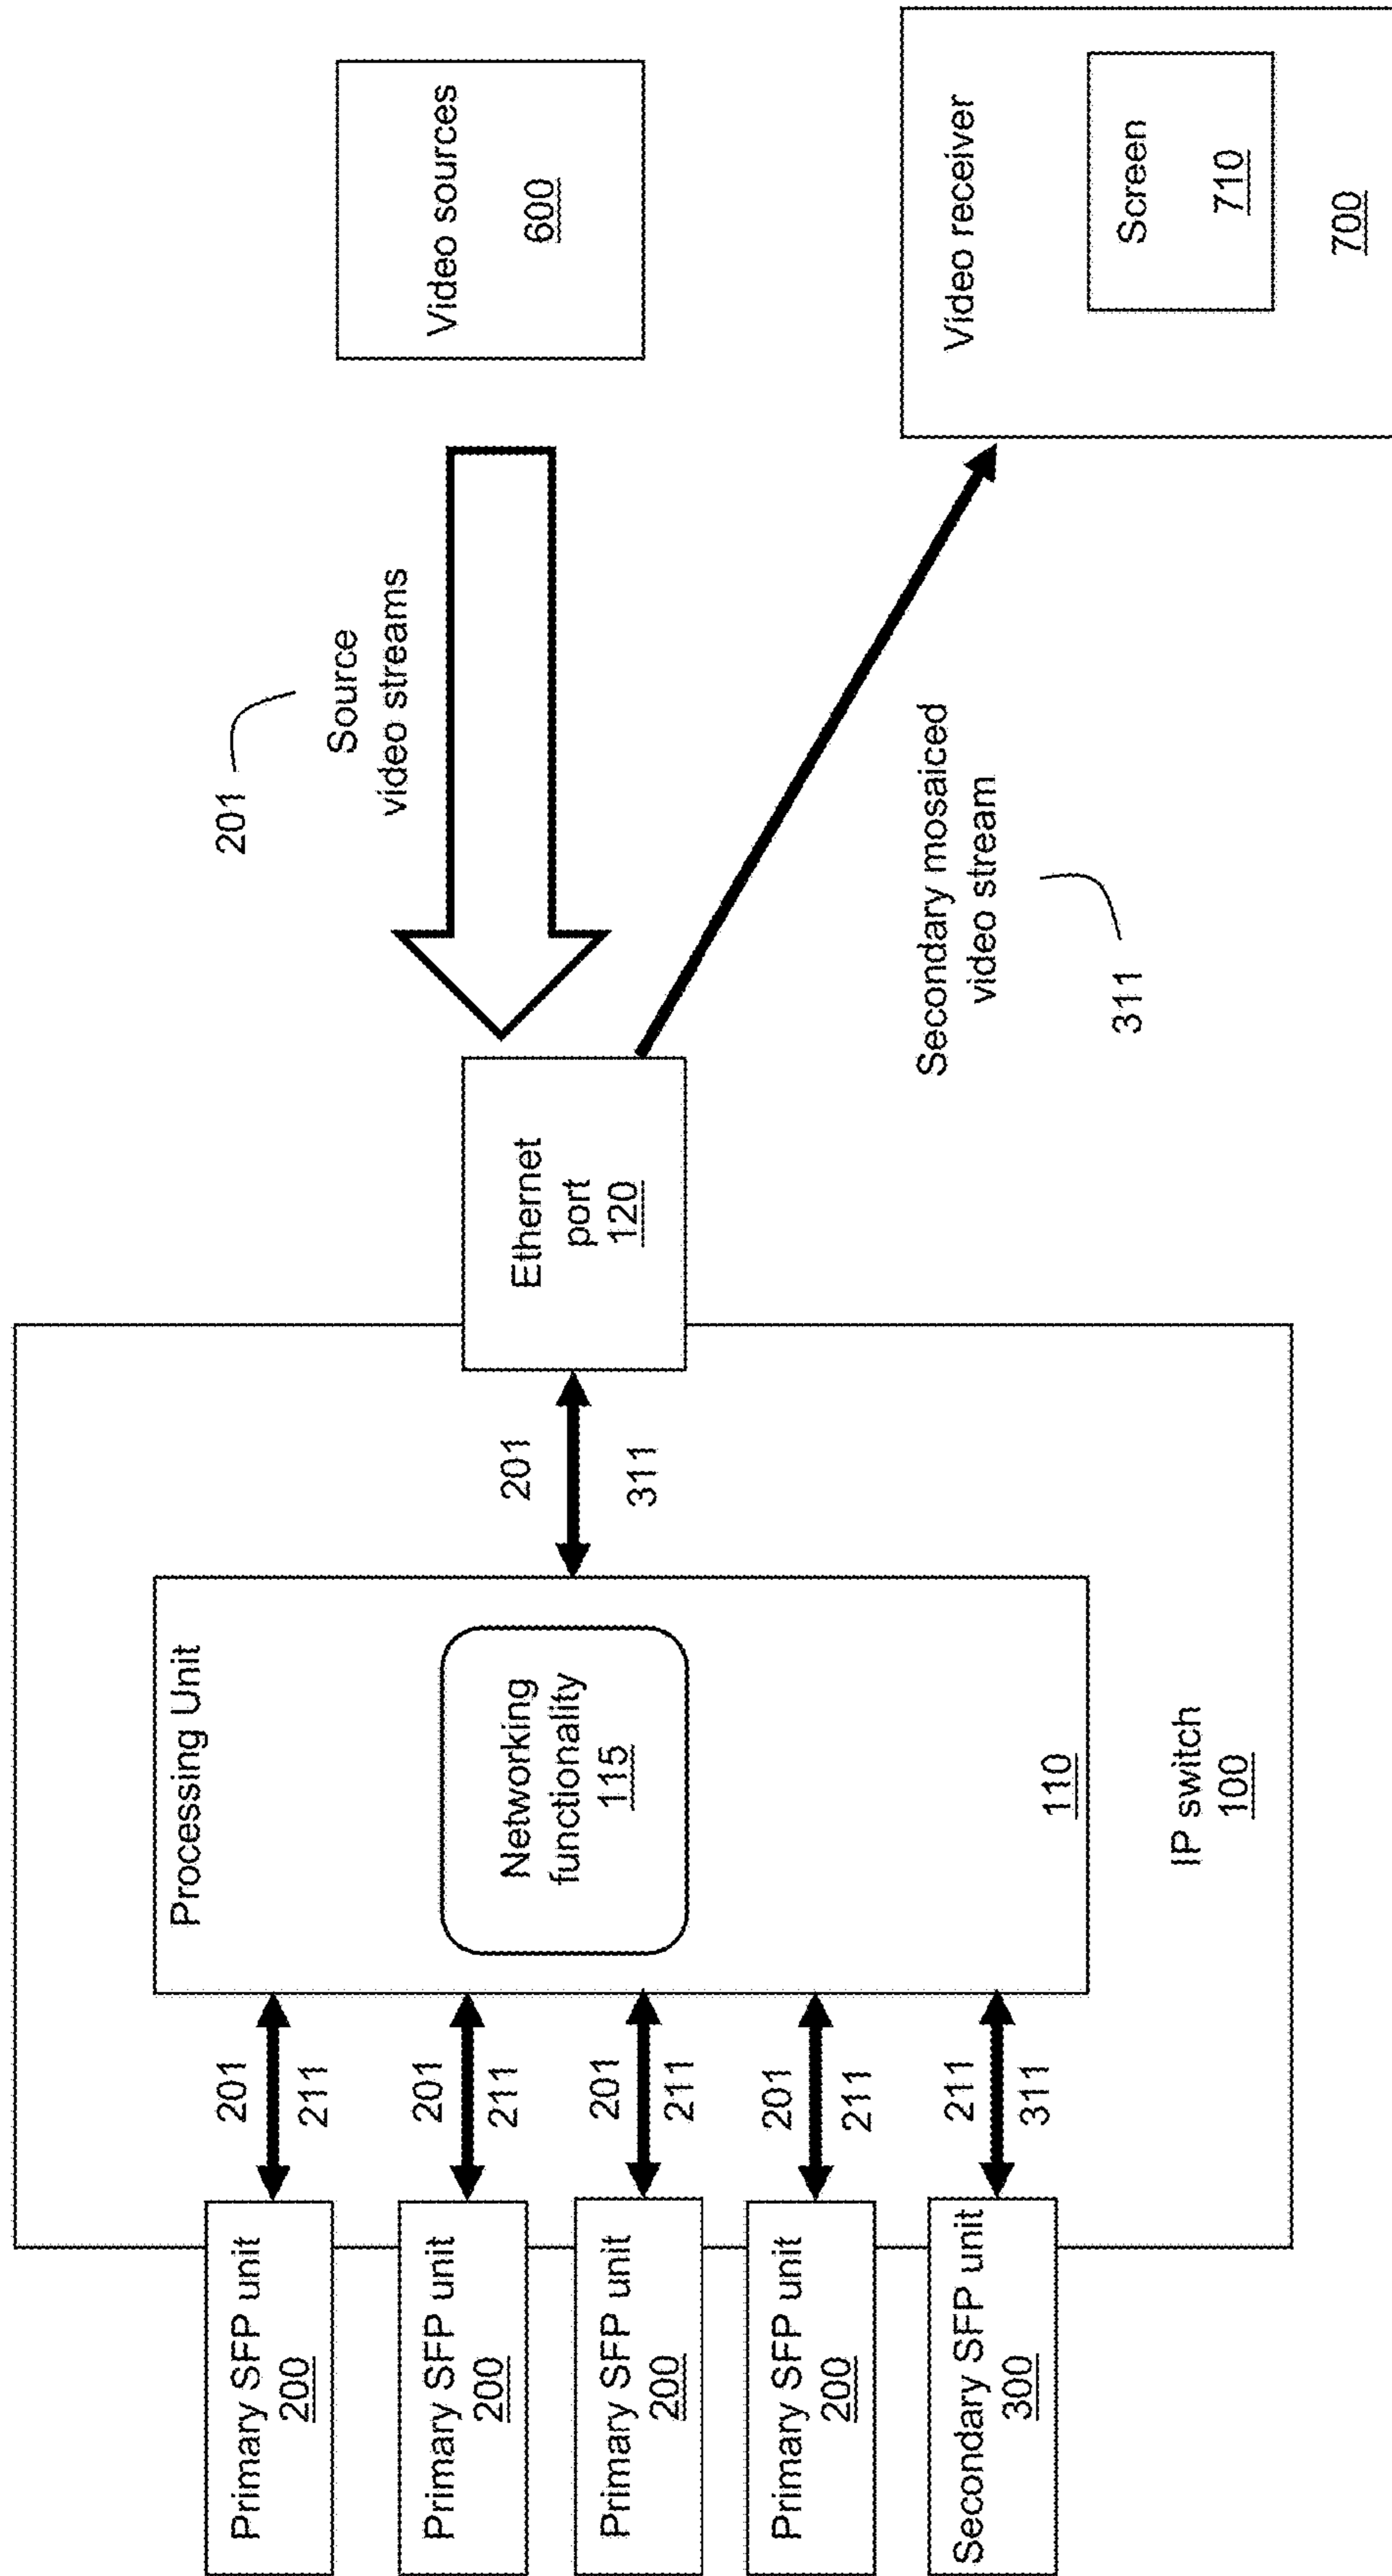 Primary SFP unit
200
Primary SFP unit
200
Primary SFP unit
200
Primary SFP unit
200
Secondary SFP unit
300
201
211
201
211
201
211
201
211
211
311
Processing Unit
Networking
functionality
115
110
IP switch
100
201
311
Ethernet
port
120
201
Source
video streams
Secondary mosaiced
video stream
311
Video sources
600
Video receiver
Screen
710
700